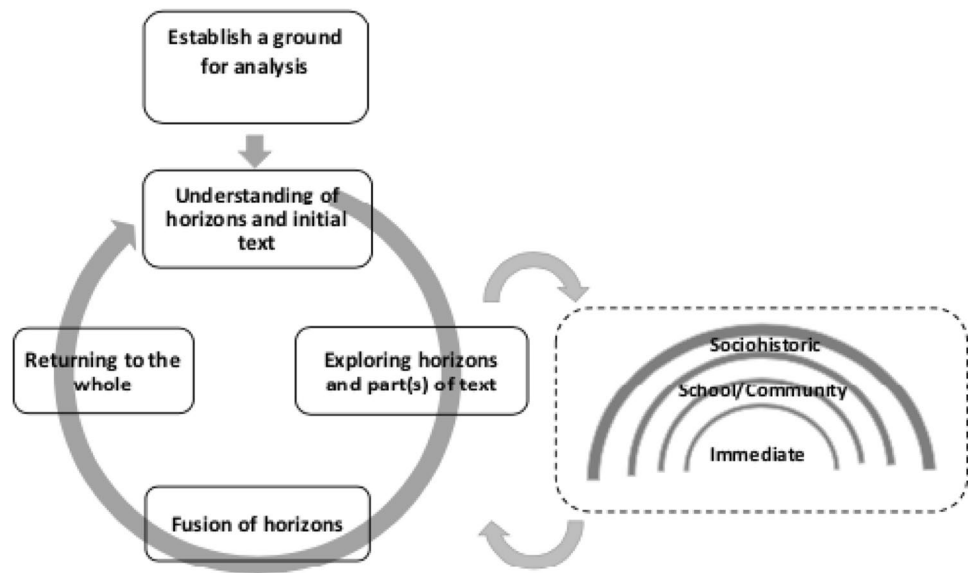 Establish a ground
for analysis
Understanding of
horizons and initial
text
Exploring horizons
and part(s) of text
Fusion of horizons
Returning to the
whole
Sociohistoric
School/Community
Immediate